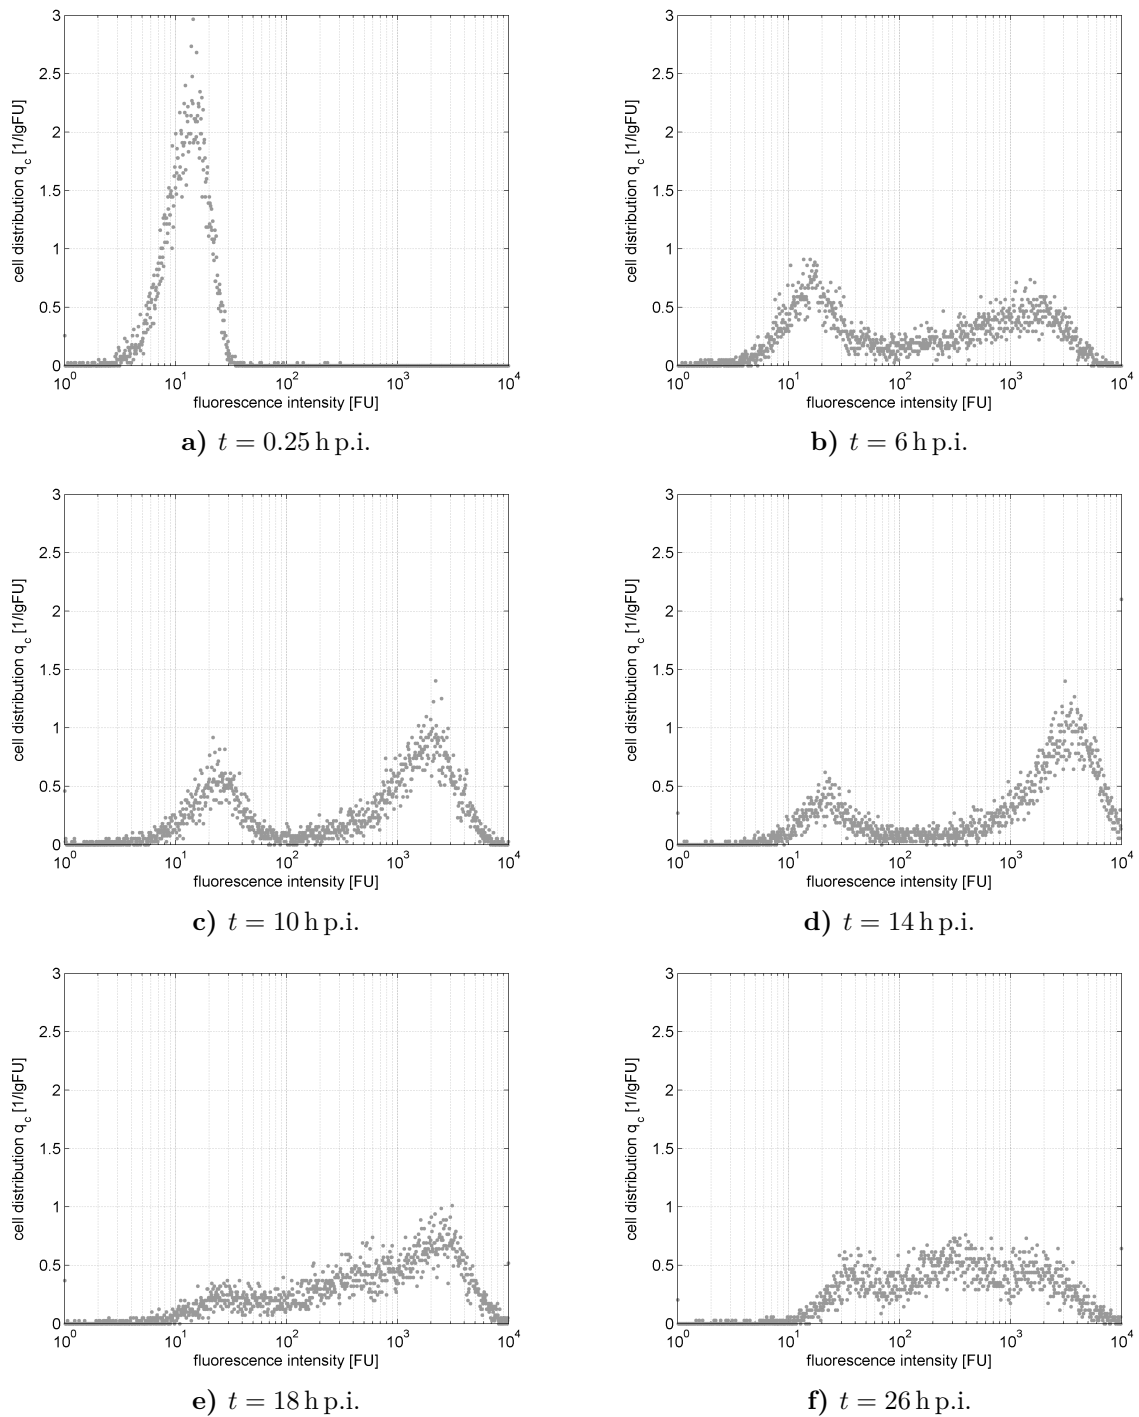 3
2.5
2
1.5
1
0.5
0
cell distribution q_c [1/lgFU]
10^0 10^1 10^2 10^3 10^4
fluorescence intensity [FU]
a) t = 0.25 h p.i.
3
2.5
2
1.5
1
0.5
0
cell distribution q_c [1/lgFU]
10^0 10^1 10^2 10^3 10^4
fluorescence intensity [FU]
b) t = 6 h p.i.
3
2.5
2
1.5
1
0.5
0
cell distribution q_c [1/lgFU]
10^0 10^1 10^2 10^3 10^4
fluorescence intensity [FU]
c) t = 10 h p.i.
3
2.5
2
1.5
1
0.5
0
cell distribution q_c [1/lgFU]
10^0 10^1 10^2 10^3 10^4
fluorescence intensity [FU]
d) t = 14 h p.i.
3
2.5
2
1.5
1
0.5
0
cell distribution q_c [1/lgFU]
10^0 10^1 10^2 10^3 10^4
fluorescence intensity [FU]
e) t = 18 h p.i.
3
2.5
2
1.5
1
0.5
0
cell distribution q_c [1/lgFU]
10^0 10^1 10^2 10^3 10^4
fluorescence intensity [FU]
f) t = 26 h p.i.